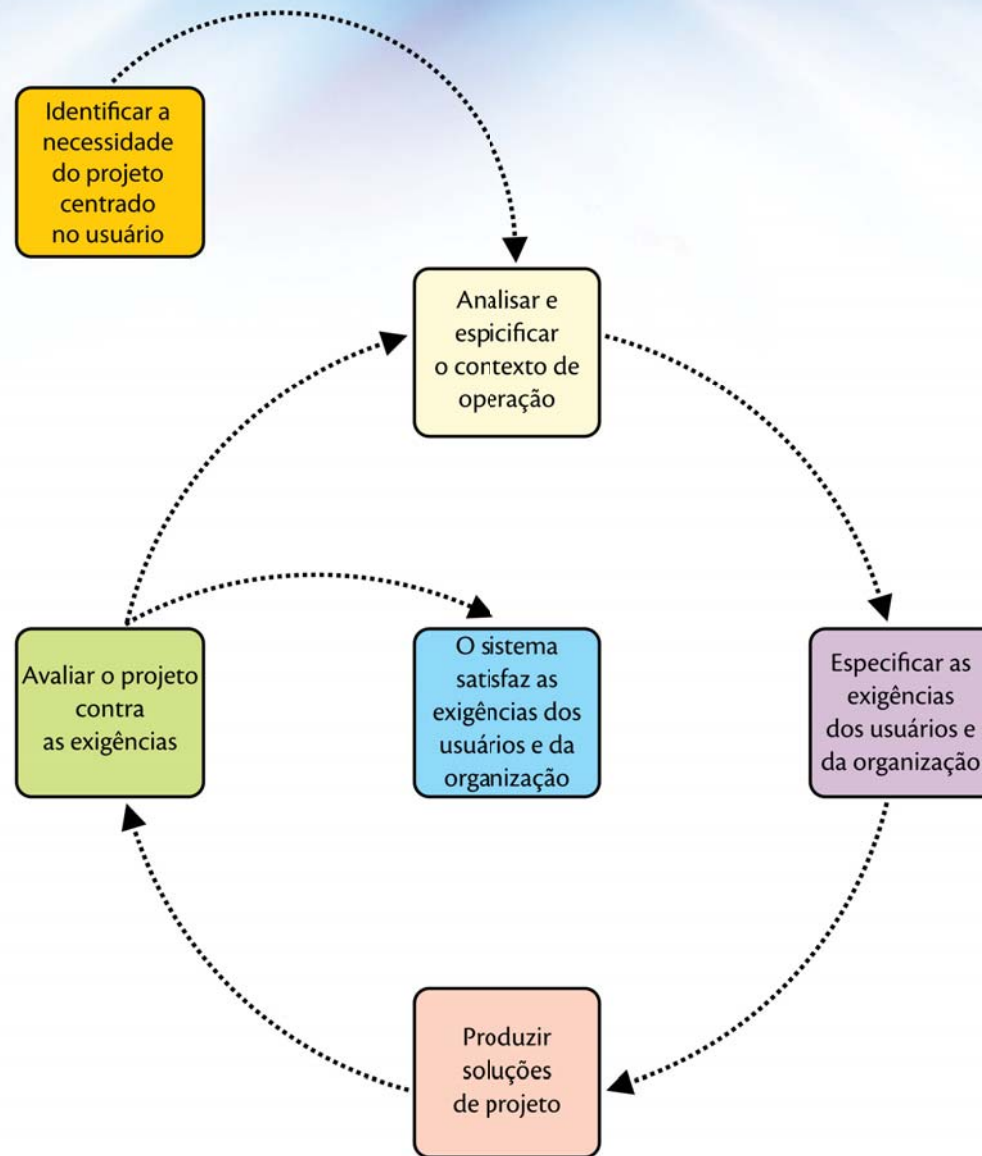 Identificar a
necessidade
do projeto
centrado
no usuário
Analisar e
espicificar
o contexto de
operação
Avaliar o projeto
contra
as exigências
O sistema
satisfaz as
exigências dos
usuários e da
organização
Especificar as
exigências
dos usuários e
da organização
Produzir
soluções
de projeto